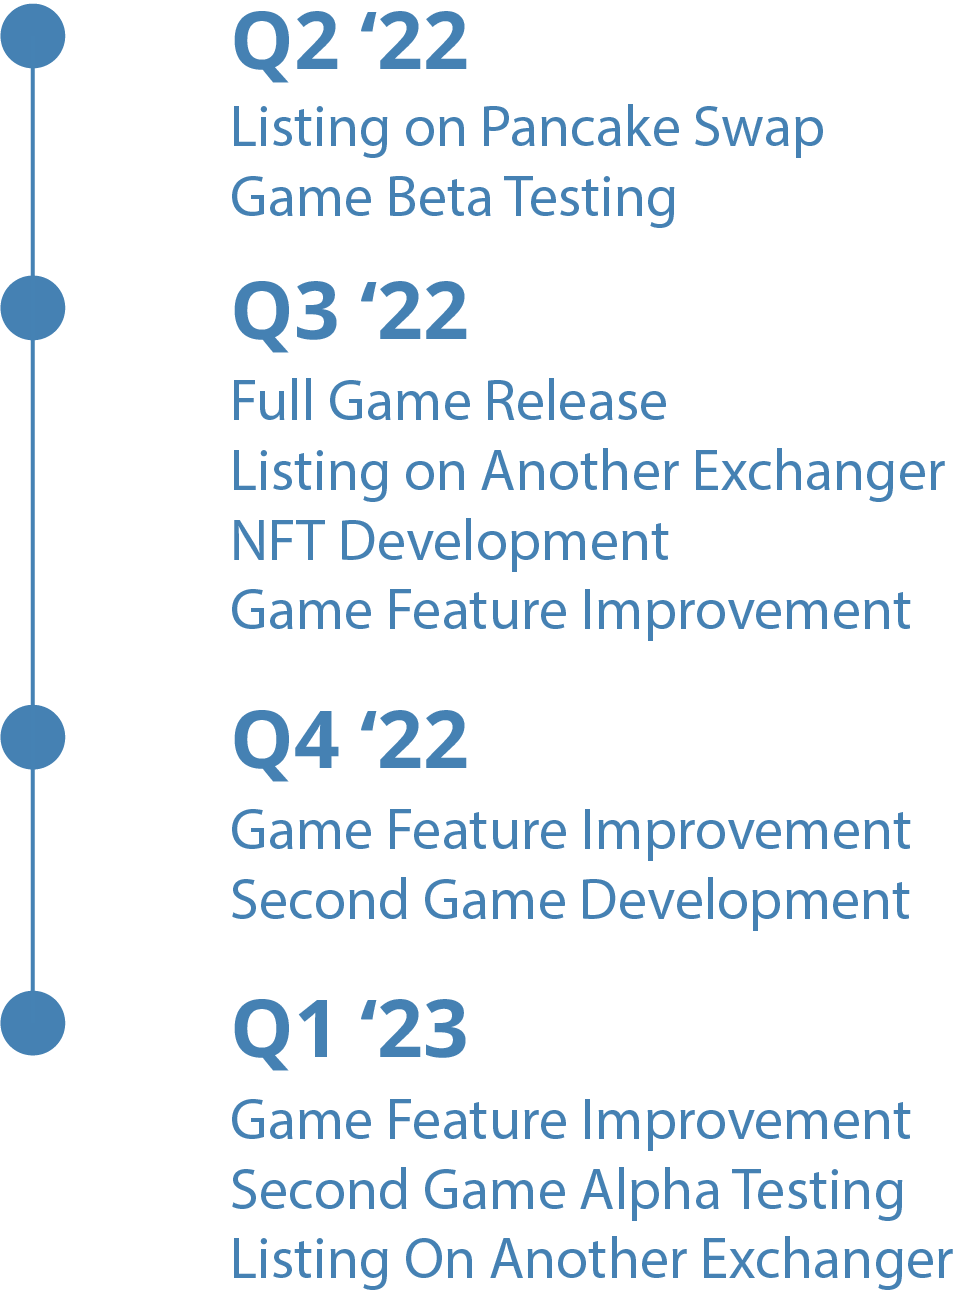 Q2 ‘22
Listing on Pancake Swap
Game Beta Testing
Q3 ‘22
Full Game Release
Listing on Another Exchanger
NFT Development
Game Feature Improvement
Q4 ‘22
Game Feature Improvement
Second Game Development
Q1 ‘23
Game Feature Improvement
Second Game Alpha Testing
Listing On Another Exchanger